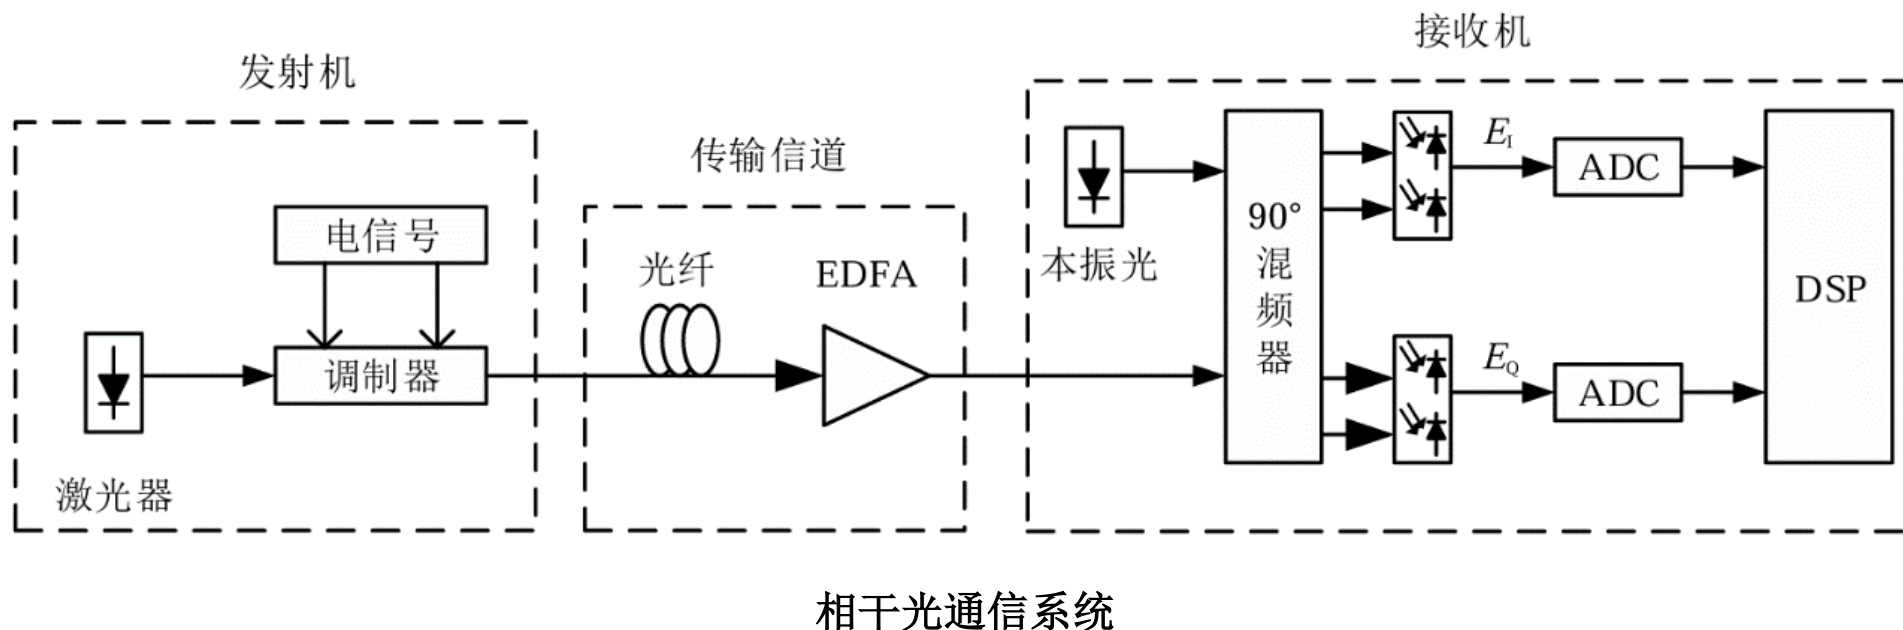 发射机
电信号
调制器
激光器
传输信道
光纤
EDFA
接收机
本振光
90°
混
频
器
E_I
ADC
E_Q
ADC
DSP
相干光通信系统